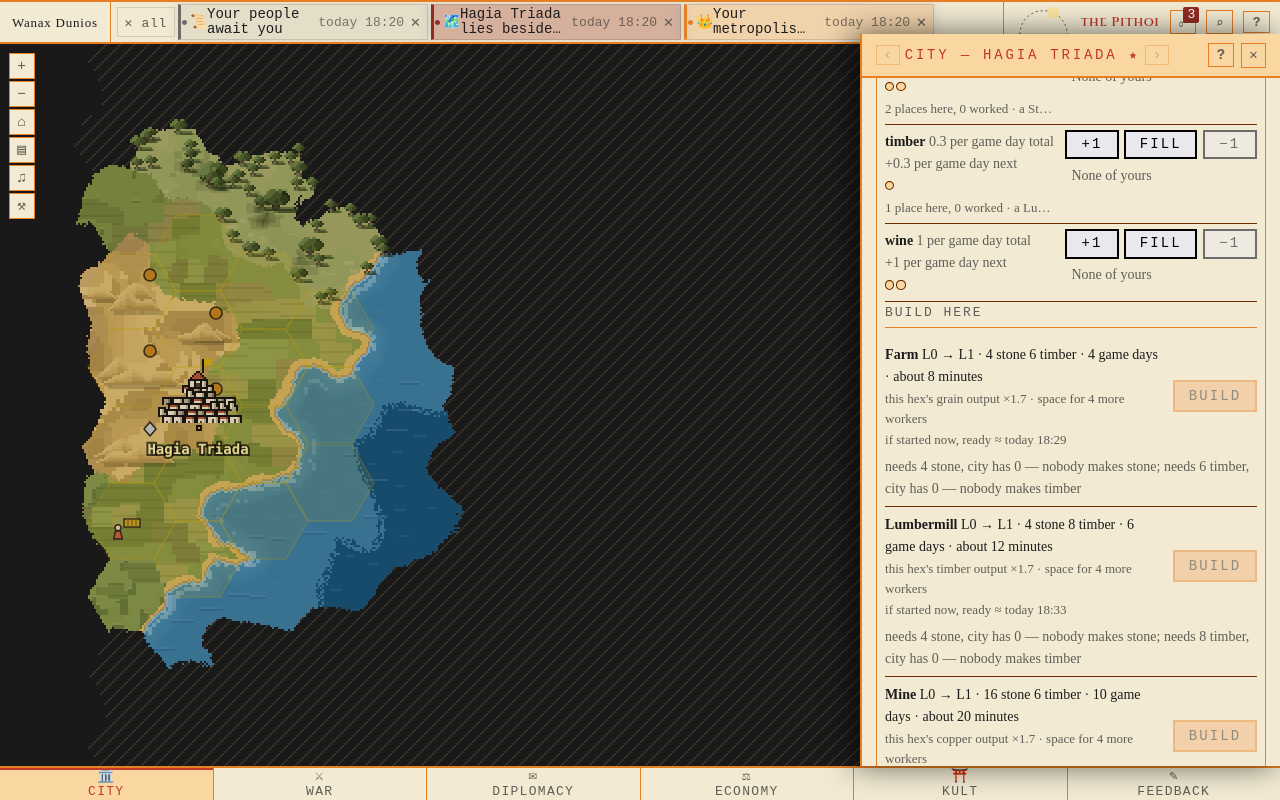 Wanax Dunios
✕ all
Your people await you
today 18:20 ✕
Hagia Triada lies beside…
today 18:20 ✕
Your metropolis…
today 18:20 ✕
THE PITHOI
3
?
‹ CITY — HAGIA TRIADA ★ ›
? ✕
None of yours
2 places here, 0 worked · a St…
timber 0.3 per game day total
+0.3 per game day next
+1 FILL −1
None of yours
1 place here, 0 worked · a Lu…
wine 1 per game day total
+1 per game day next
+1 FILL −1
None of yours
BUILD HERE
Farm L0 → L1 · 4 stone 6 timber · 4 game days
· about 8 minutes
this hex's grain output ×1.7 · space for 4 more
workers
if started now, ready ≈ today 18:29
BUILD
needs 4 stone, city has 0 — nobody makes stone; needs 6 timber,
city has 0 — nobody makes timber
Lumbermill L0 → L1 · 4 stone 8 timber · 6
game days · about 12 minutes
this hex's timber output ×1.7 · space for 4 more
workers
if started now, ready ≈ today 18:33
BUILD
needs 4 stone, city has 0 — nobody makes stone; needs 8 timber,
city has 0 — nobody makes timber
Mine L0 → L1 · 16 stone 6 timber · 10 game
days · about 20 minutes
this hex's copper output ×1.7 · space for 4 more
workers
BUILD
Hagia Triada
CITY
WAR
DIPLOMACY
ECONOMY
KULT
FEEDBACK